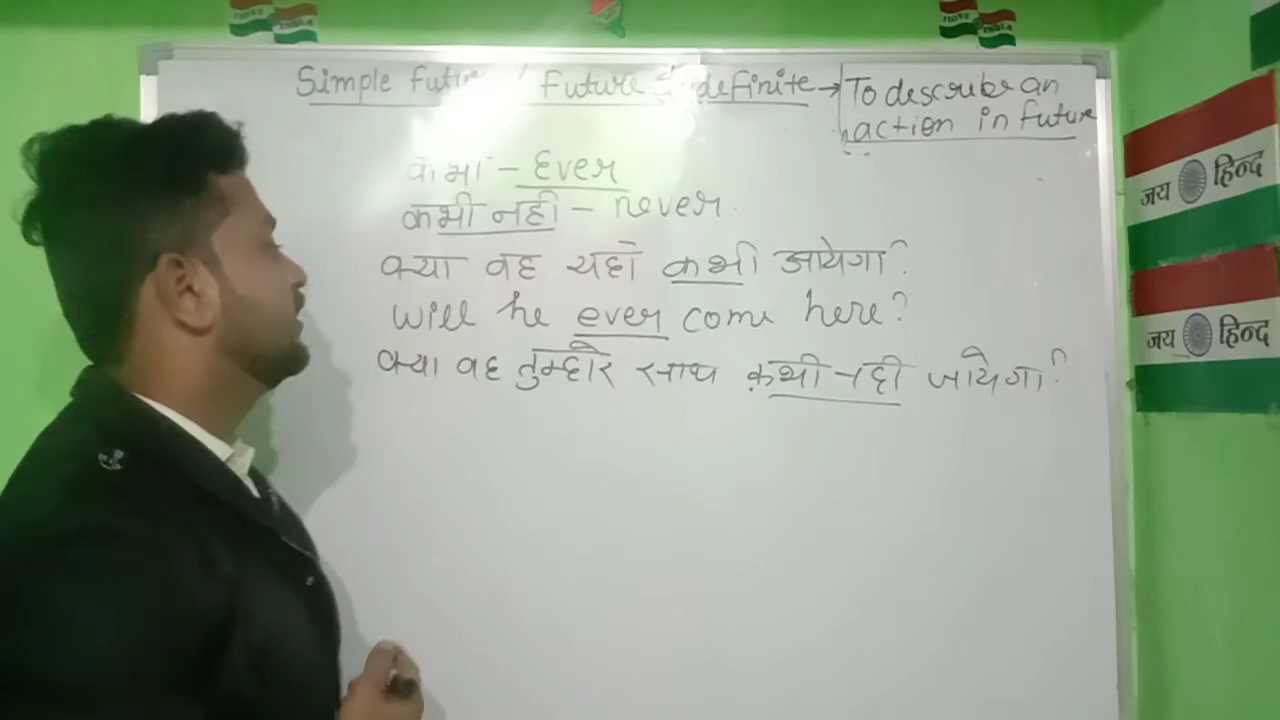 Simple Future / Future Indefinite → To describe an
action in future
कभी - Ever
कभी नही - never
क्या वह यहाँ कभी आयेगा?
Will he ever come here?
क्या वह तुम्हारे साथ कभी नही जायेगा?
जय हिन्द
जय हिन्द